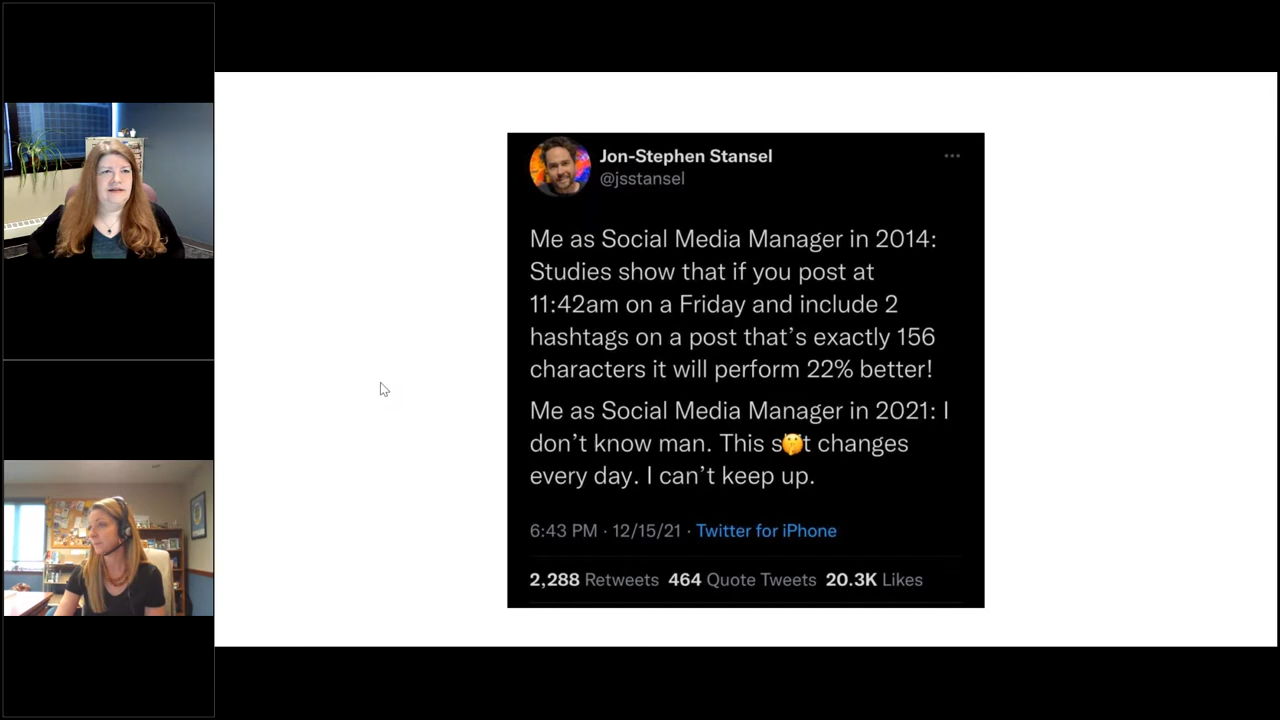 Jon-Stephen Stansel
@jsstansel
Me as Social Media Manager in 2014:
Studies show that if you post at
11:42am on a Friday and include 2
hashtags on a post that’s exactly 156
characters it will perform 22% better!
Me as Social Media Manager in 2021: I
don’t know man. This s🤫t changes
every day. I can’t keep up.
6:43 PM · 12/15/21 · Twitter for iPhone
2,288 Retweets 464 Quote Tweets 20.3K Likes